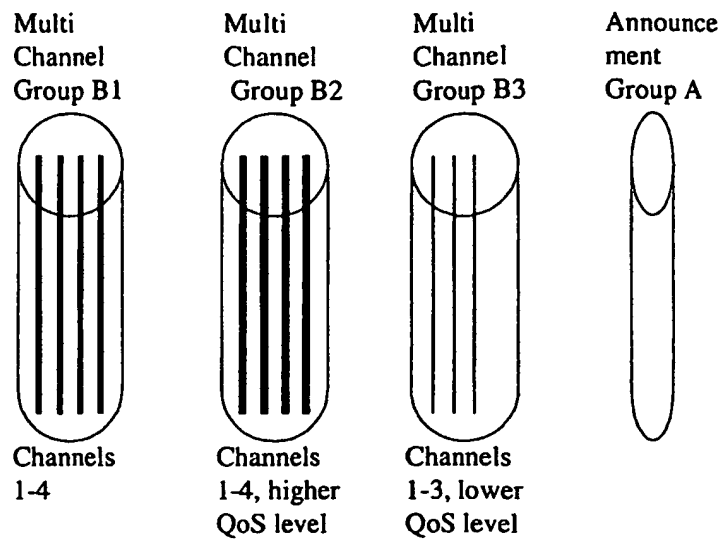 Multi
Channel
Group B1
Multi
Channel
Group B2
Multi
Channel
Group B3
Announce
ment
Group A
Channels
1-4
Channels
1-4, higher
QoS level
Channels
1-3, lower
QoS level